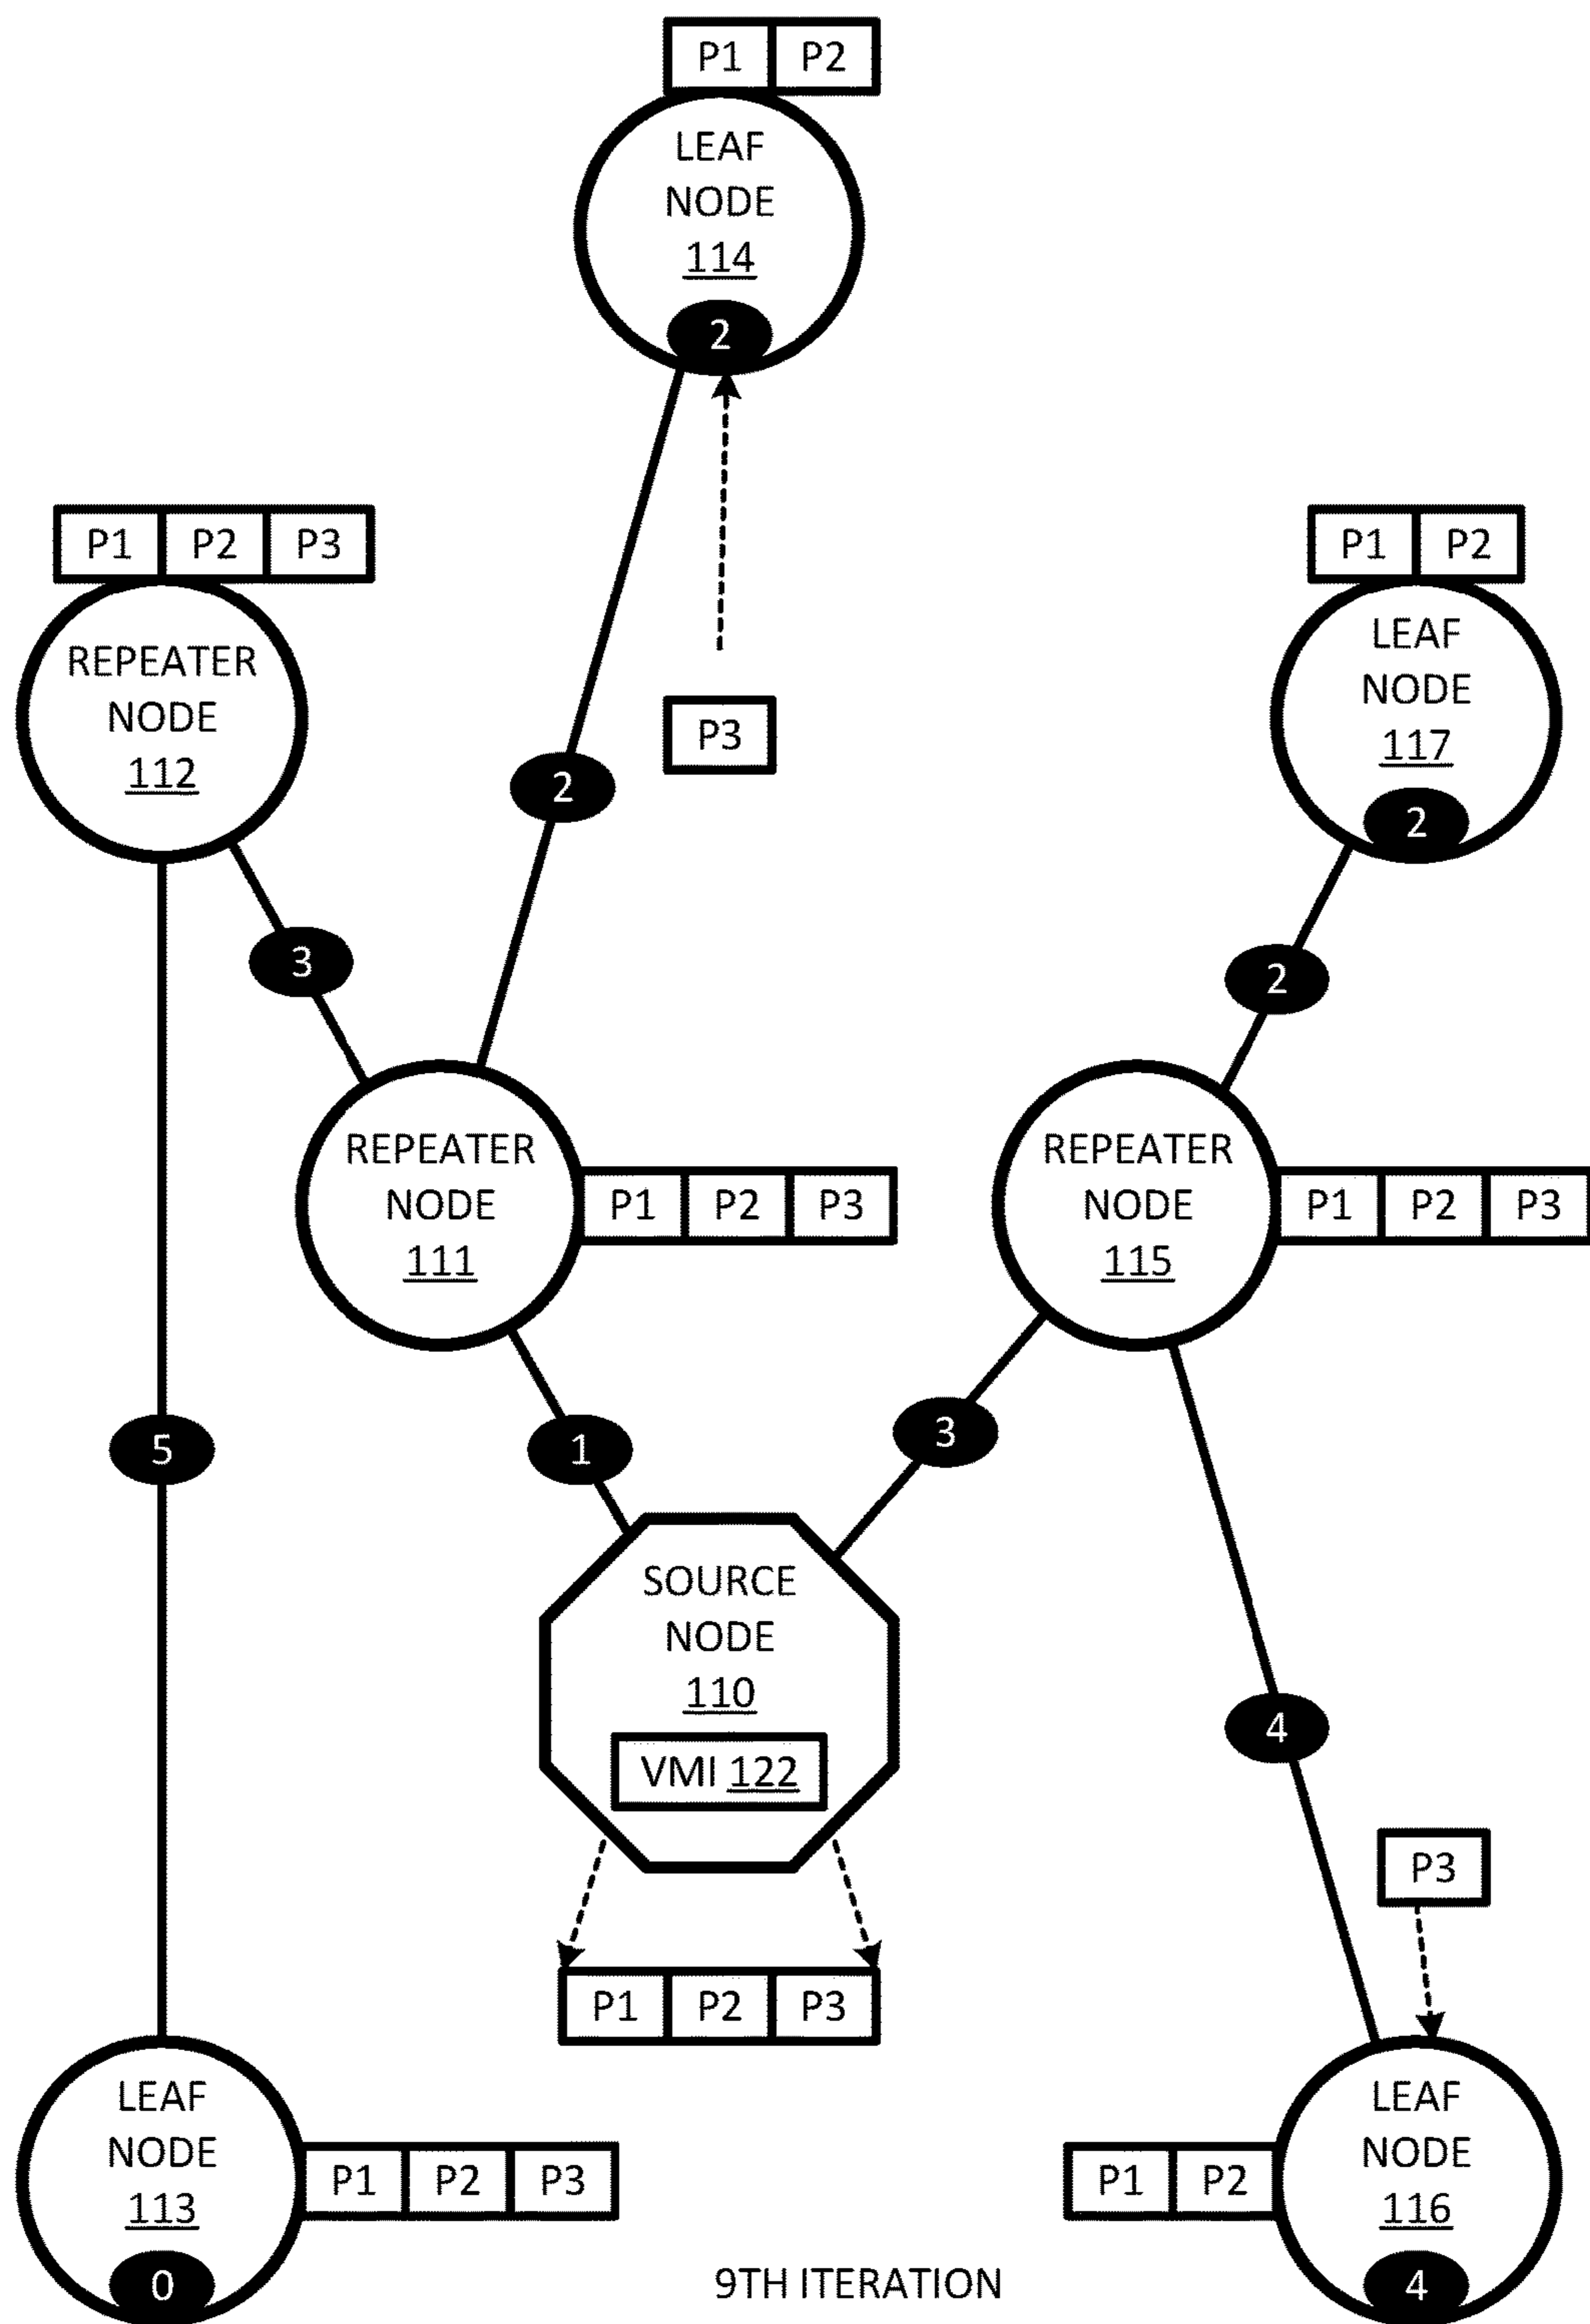 P1 P2
LEAF
NODE
114
2
P1 P2 P3
REPEATER
NODE
112
P3
P1 P2
LEAF
NODE
117
2
2
3
2
REPEATER
NODE
111
P1 P2 P3
REPEATER
NODE
115
P1 P2 P3
5
1
3
SOURCE
NODE
110
VMI 122
4
P3
P1 P2 P3
LEAF
NODE
113
0
P1 P2 P3
P1 P2
LEAF
NODE
116
4
9TH ITERATION